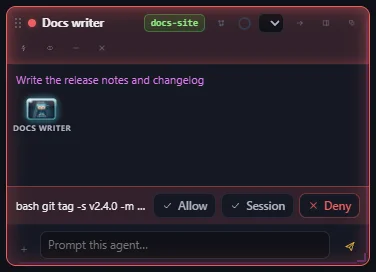 Docs writer
docs-site
Write the release notes and changelog
DOCS WRITER
bash git tag -s v2.4.0 -m ...
Allow
Session
Deny
Prompt this agent...